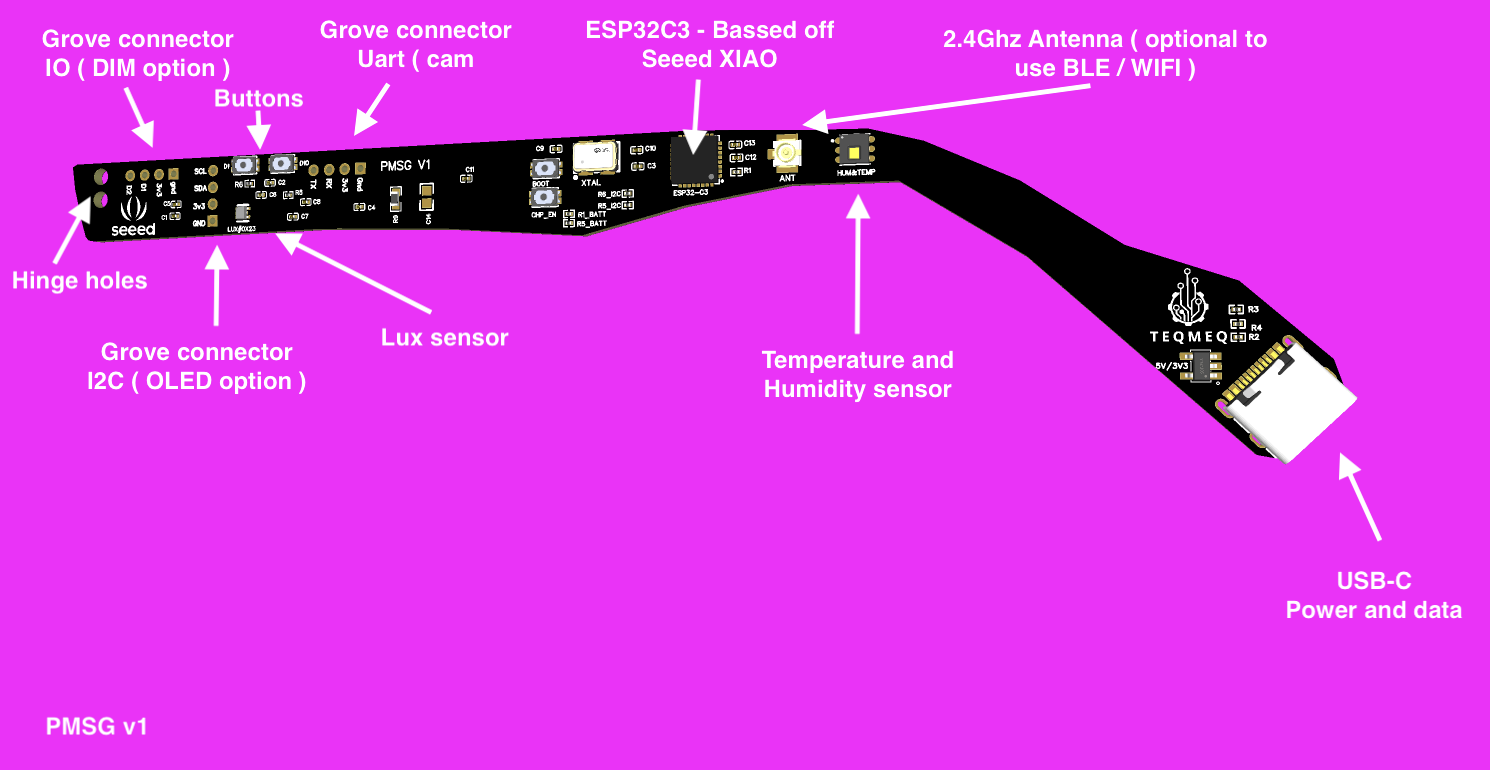 Grove connector
IO ( DIM option )
Buttons
Grove connector
Uart ( cam
ESP32C3 - Bassed off
Seeed XIAO
2.4Ghz Antenna ( optional to
use BLE / WIFI )
D2
D1
3v3
gnd
SCL
SDA
3v3
GND
D1
D10
R6
C2
C6
R5
C8
C7
C1
seeed
LUX/0X23
TX
RX
3v3
Gnd
PMSG V1
C4
C11
C9
BOOT
CHP_EN
XTAL
C10
C3
R6_I2C
R5_I2C
R1_BATT
R5_BATT
ESP32-C3
C13
C12
R1
ANT
HUM&TEMP
Hinge holes
Grove connector
I2C ( OLED option )
Lux sensor
Temperature and
Humidity sensor
TEQMEQ
R3
R4
R2
5V/3V3
USB-C
Power and data
PMSG v1